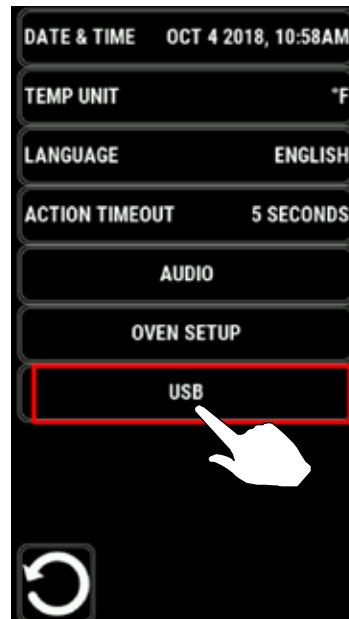 DATE & TIME OCT 4 2018, 10:58AM
TEMP UNIT °F
LANGUAGE ENGLISH
ACTION TIMEOUT 5 SECONDS
AUDIO
OVEN SETUP
USB